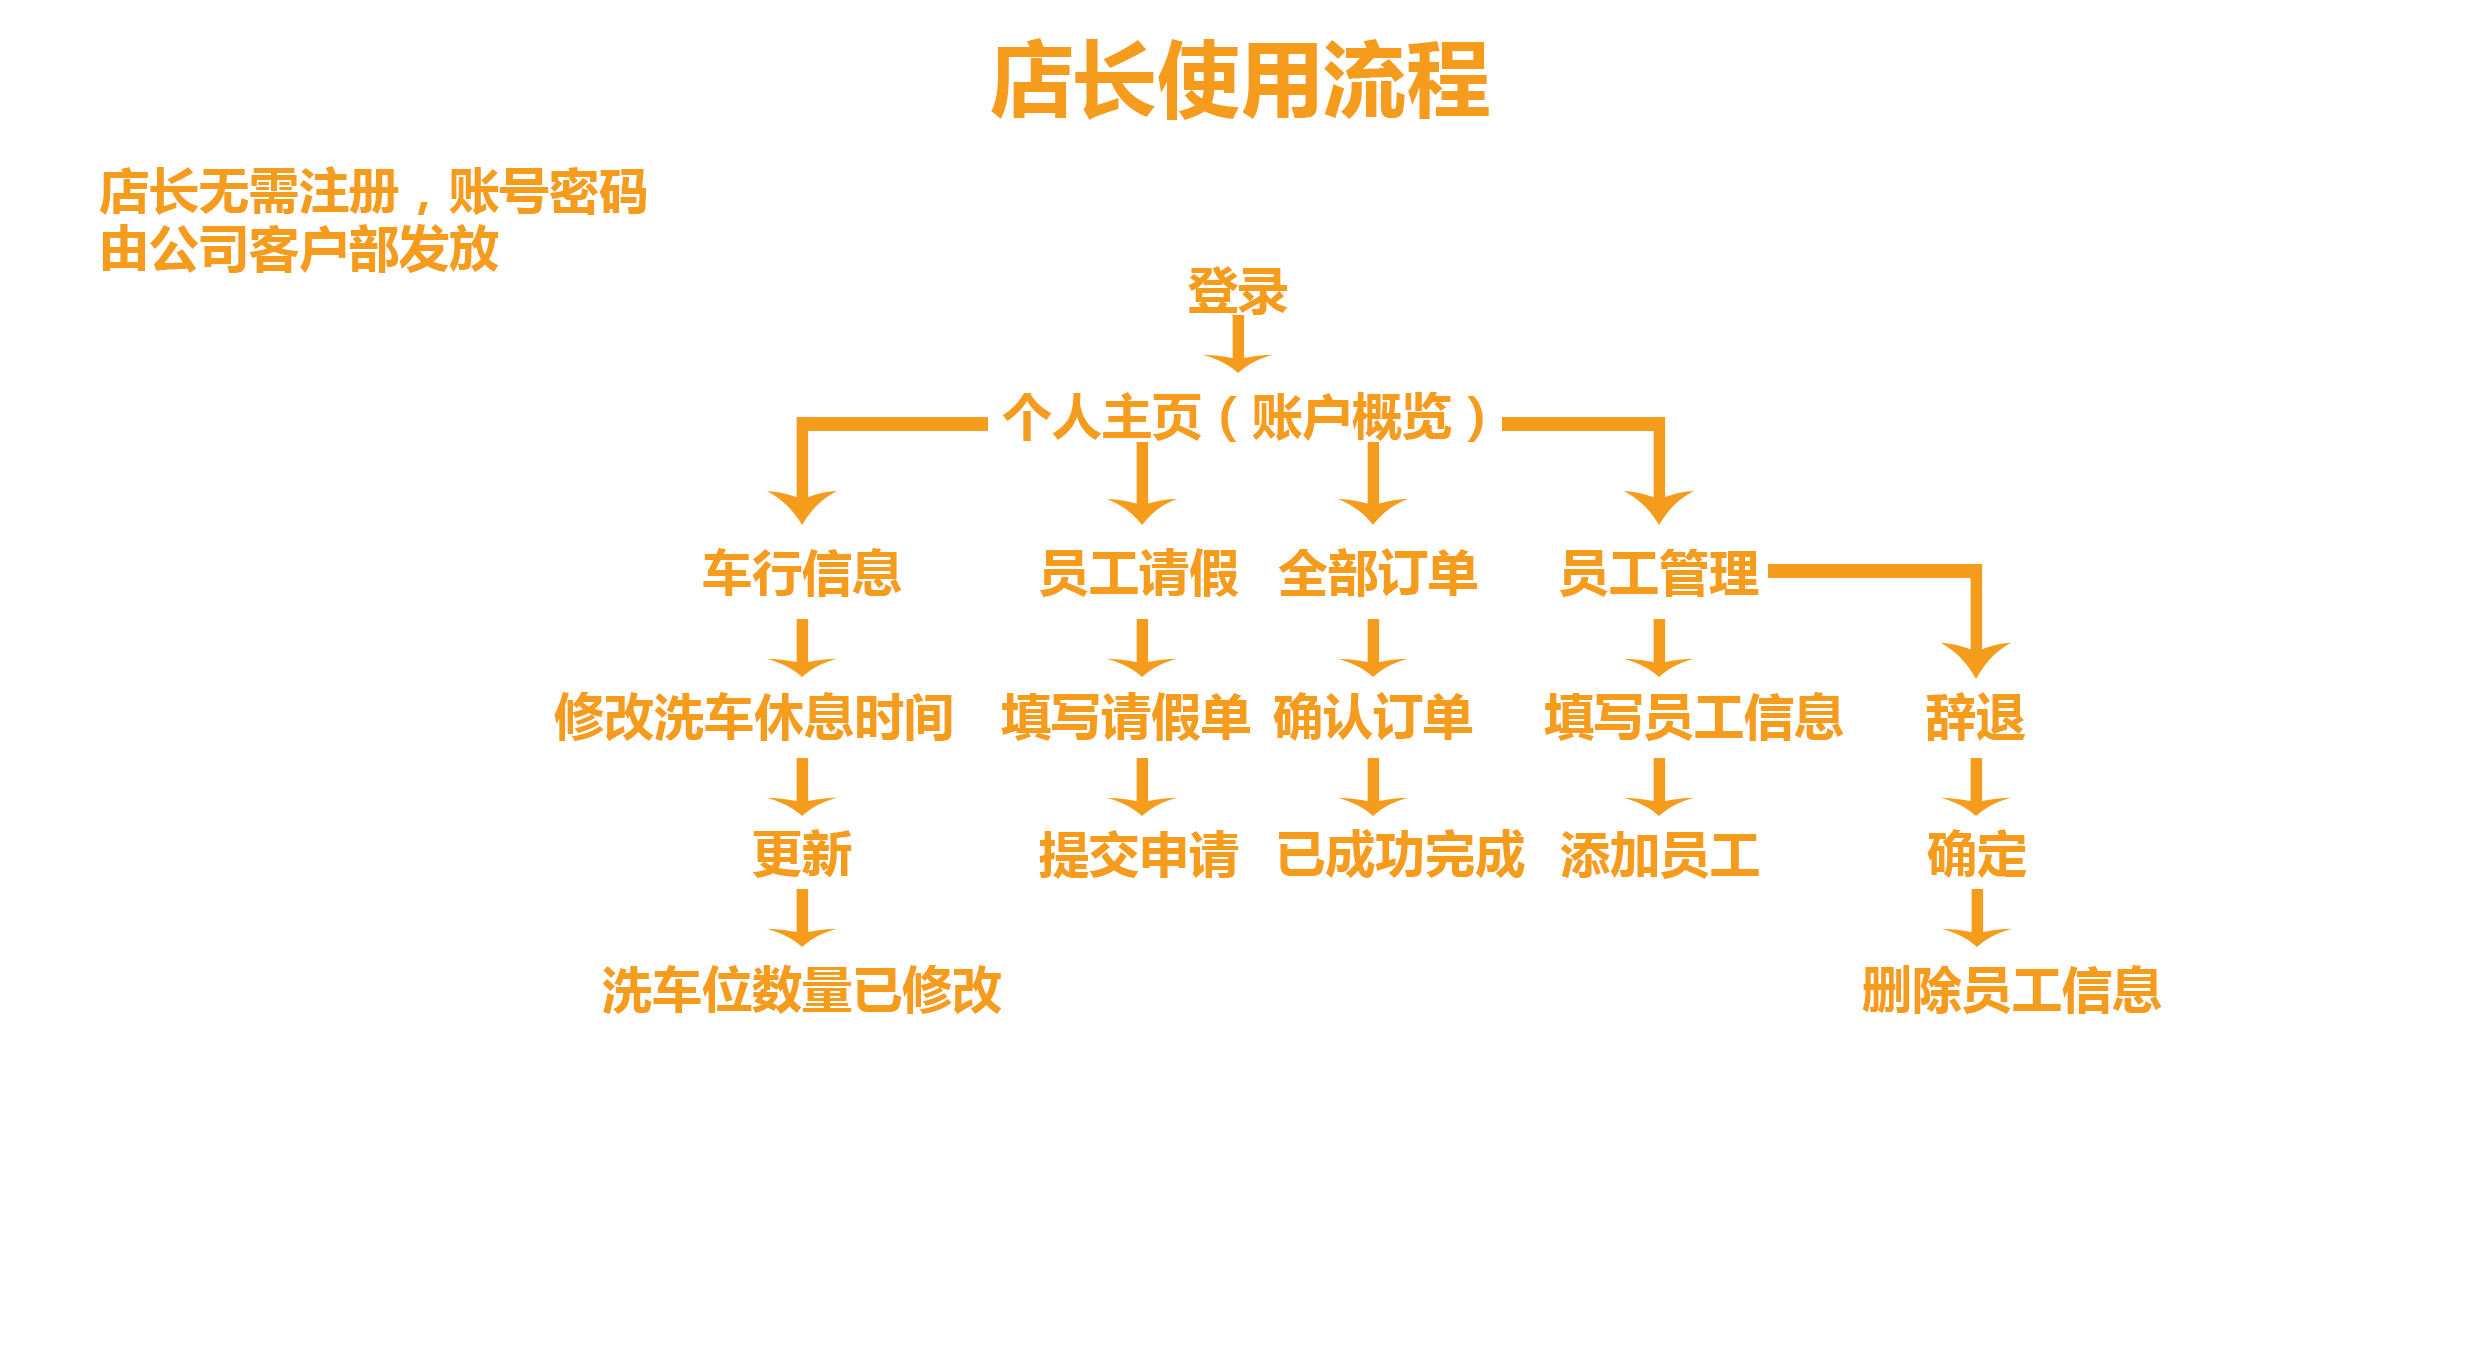 店长使用流程
店长无需注册，账号密码
由公司客户部发放
登录
个人主页（账户概览）
车行信息
员工请假
全部订单
员工管理
修改洗车休息时间
填写请假单
确认订单
填写员工信息
辞退
更新
提交申请
已成功完成
添加员工
确定
洗车位数量已修改
删除员工信息